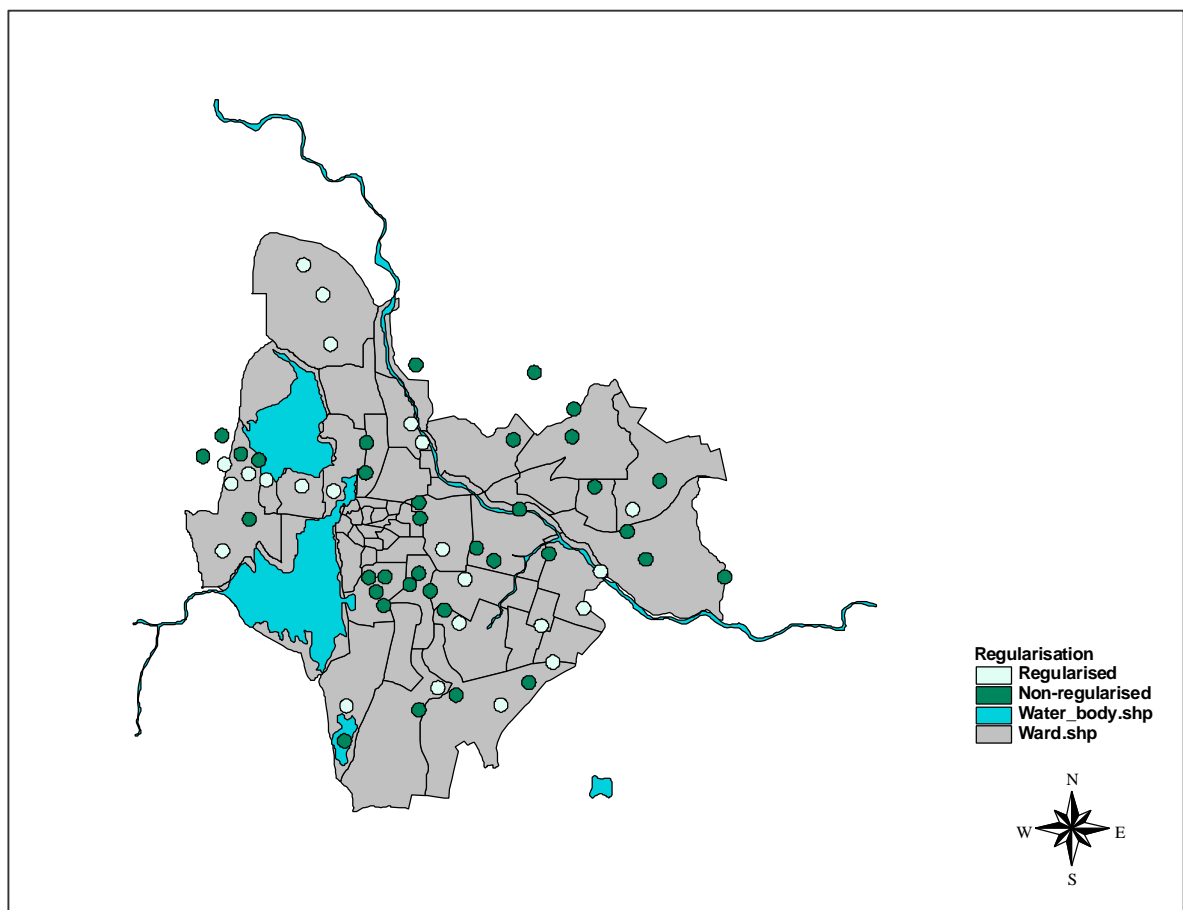 Regularisation
Regularised
Non-regularised
Water_body.shp
Ward.shp
N
W E
S